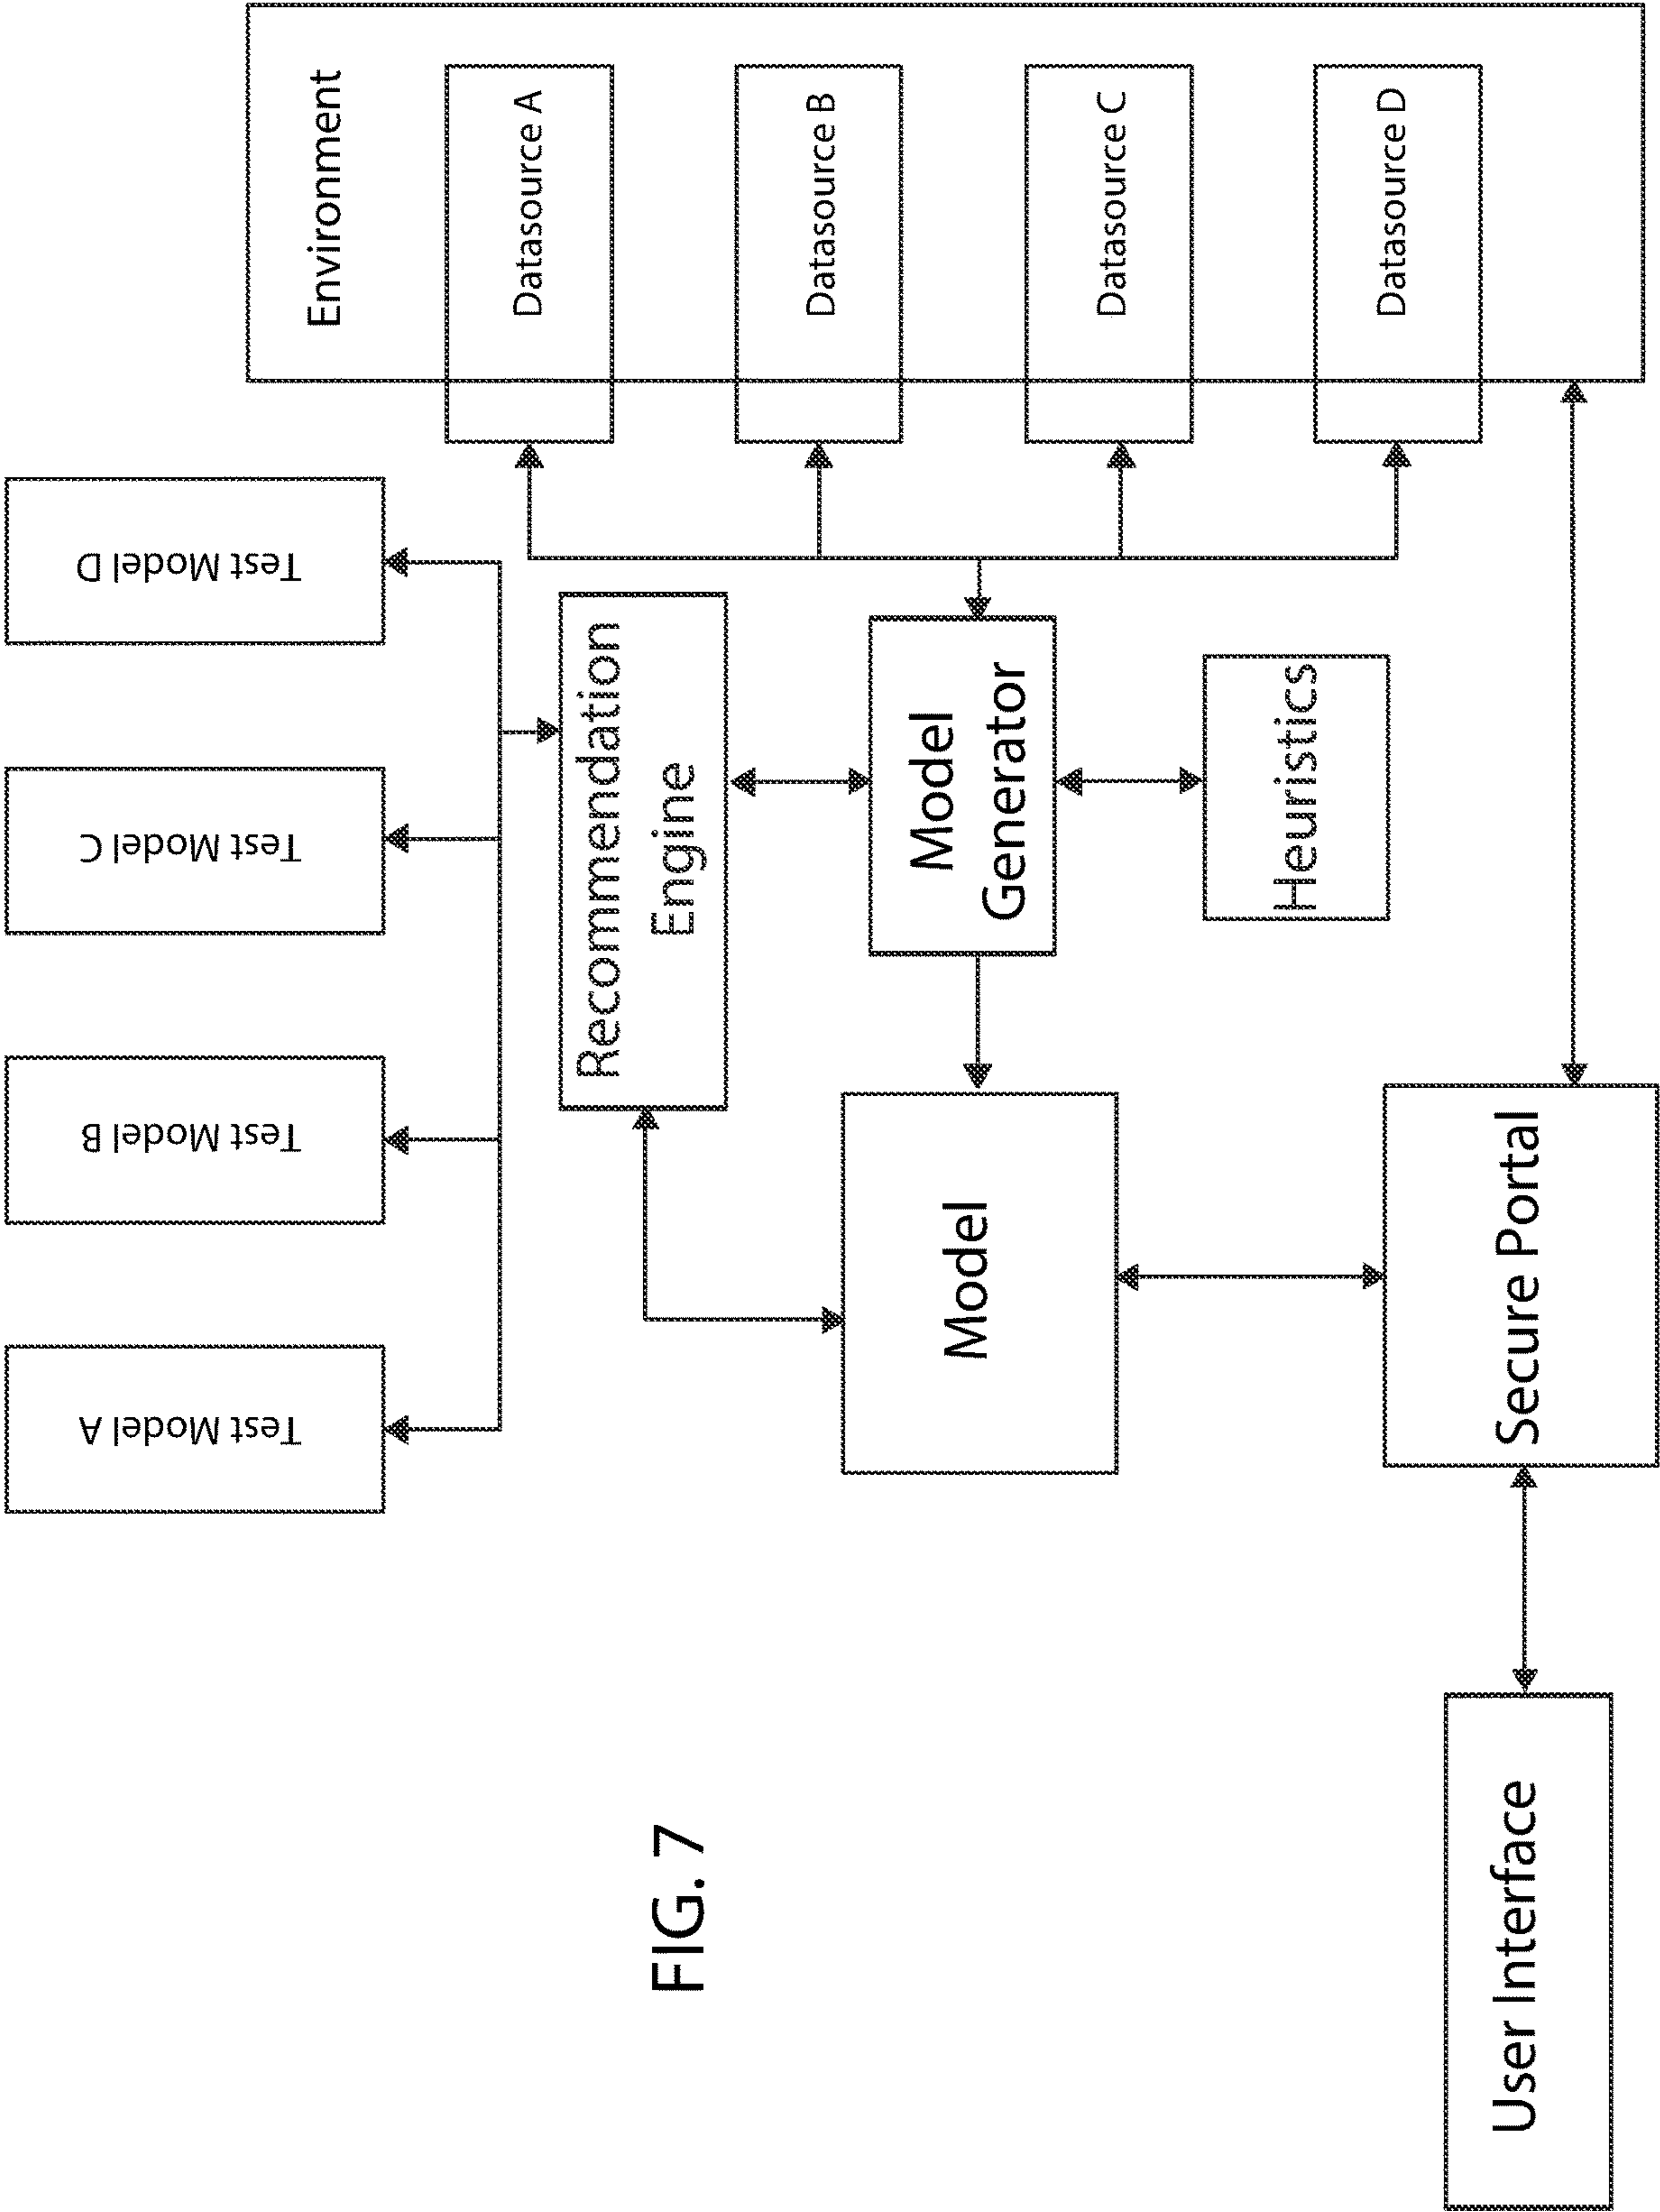 Environment
Datasource A
Datasource B
Datasource C
Datasource D
Test Model D
Test Model C
Test Model B
Test Model A
Recommendation
Engine
Model
Generator
Heuristics
Model
Secure Portal
User Interface
FIG. 7